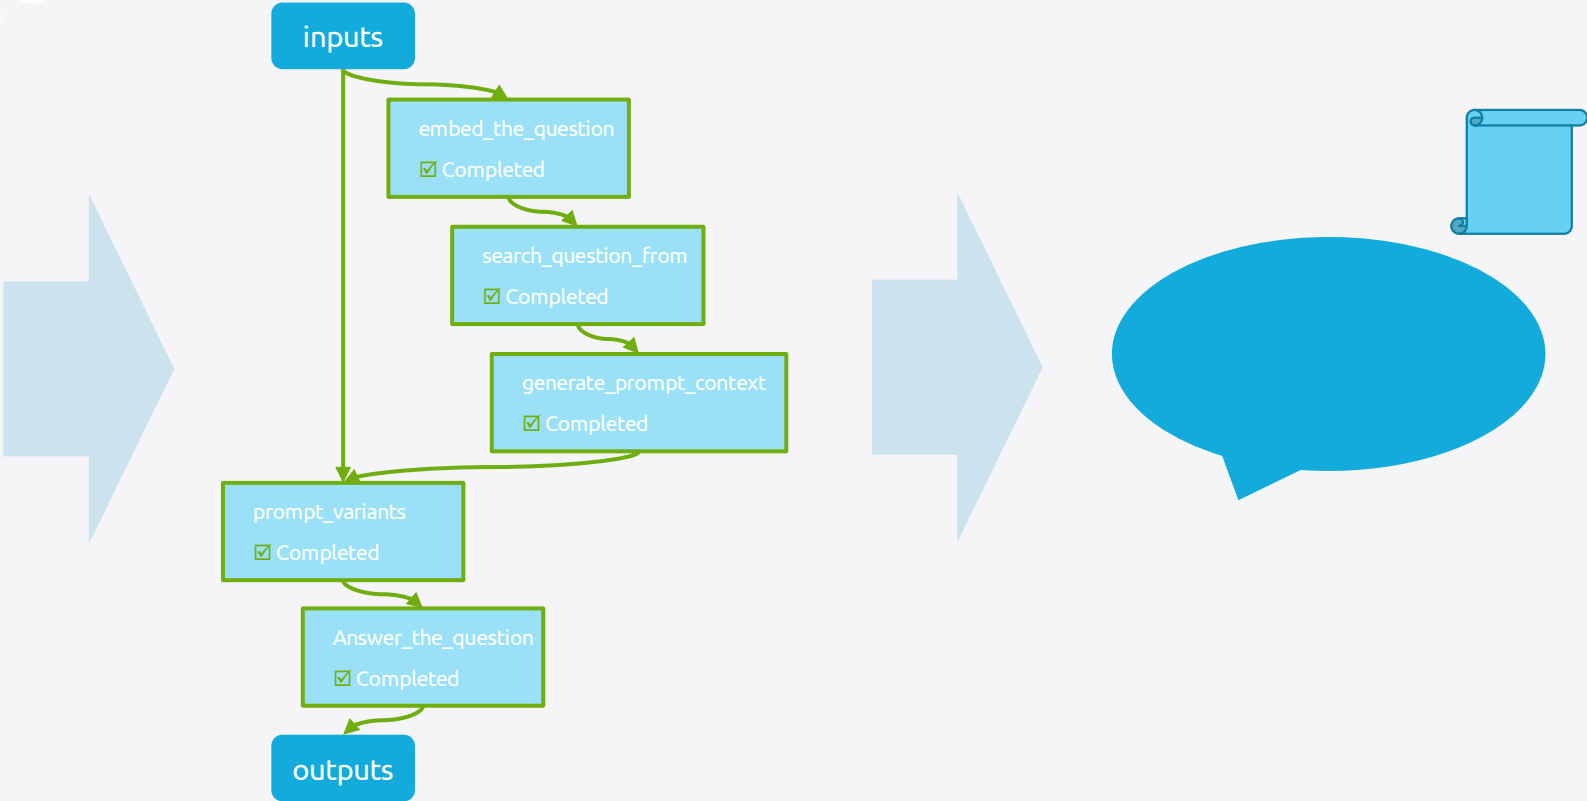 inputs
embed_the_question
☑ Completed
search_question_from
☑ Completed
generate_prompt_context
☑ Completed
prompt_variants
☑ Completed
Answer_the_question
☑ Completed
outputs